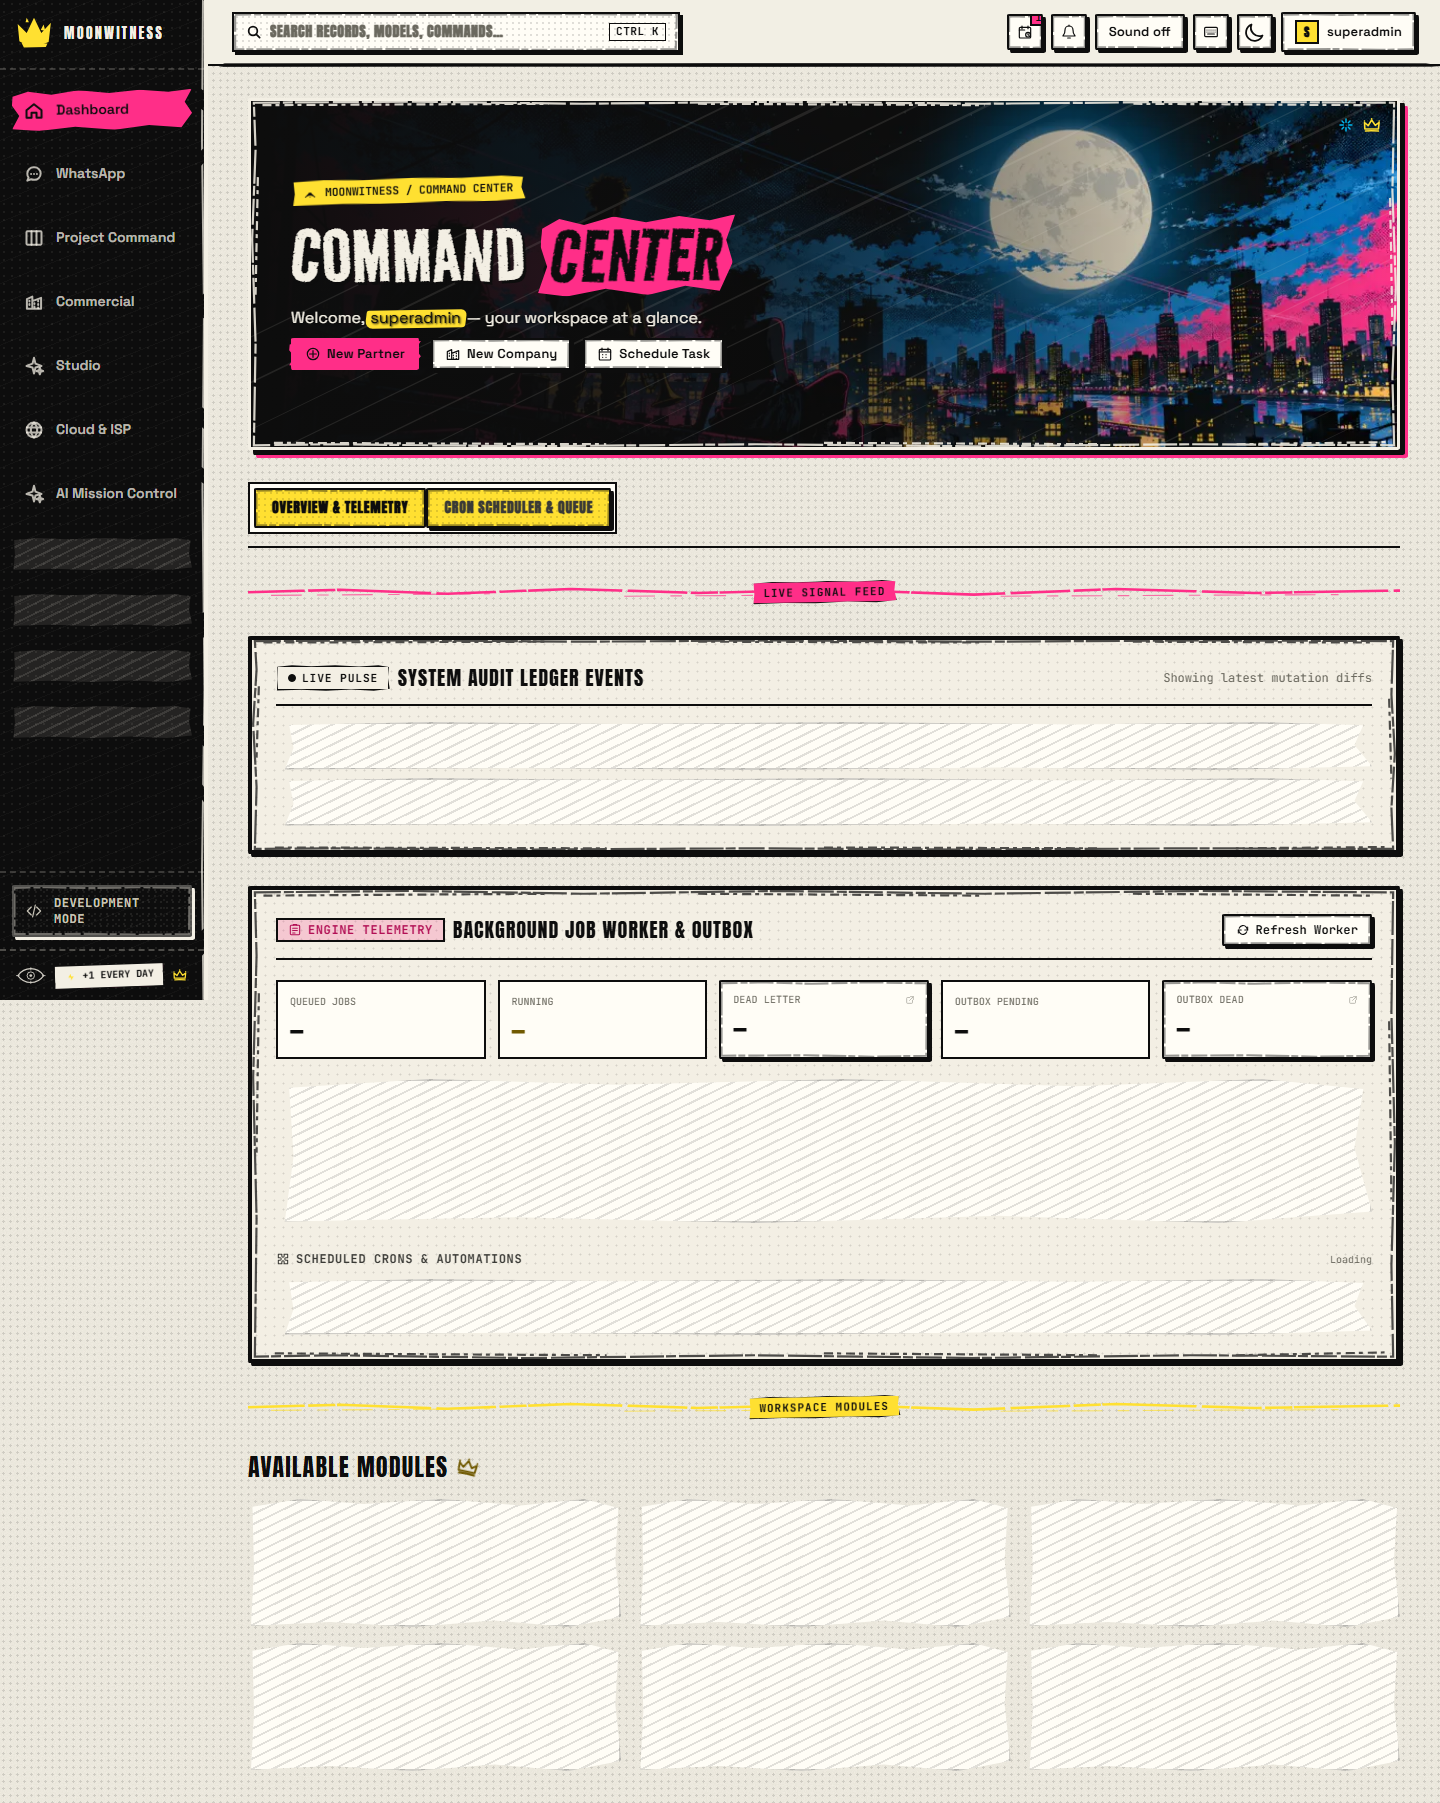 MOONWITNESS
SEARCH RECORDS, MODELS, COMMANDS...
CTRL K
Sound off
$
superadmin
Dashboard
WhatsApp
Project Command
Commercial
Studio
Cloud & ISP
AI Mission Control
DEVELOPMENT
MODE
+1 EVERY DAY
MOONWITNESS / COMMAND CENTER
COMMAND CENTER
Welcome, superadmin — your workspace at a glance.
New Partner
New Company
Schedule Task
OVERVIEW & TELEMETRY
CRON SCHEDULER & QUEUE
LIVE SIGNAL FEED
LIVE PULSE
SYSTEM AUDIT LEDGER EVENTS
Showing latest mutation diffs
ENGINE TELEMETRY
BACKGROUND JOB WORKER & OUTBOX
Refresh Worker
QUEUED JOBS
—
RUNNING
—
DEAD LETTER
—
OUTBOX PENDING
—
OUTBOX DEAD
—
SCHEDULED CRONS & AUTOMATIONS
Loading
WORKSPACE MODULES
AVAILABLE MODULES